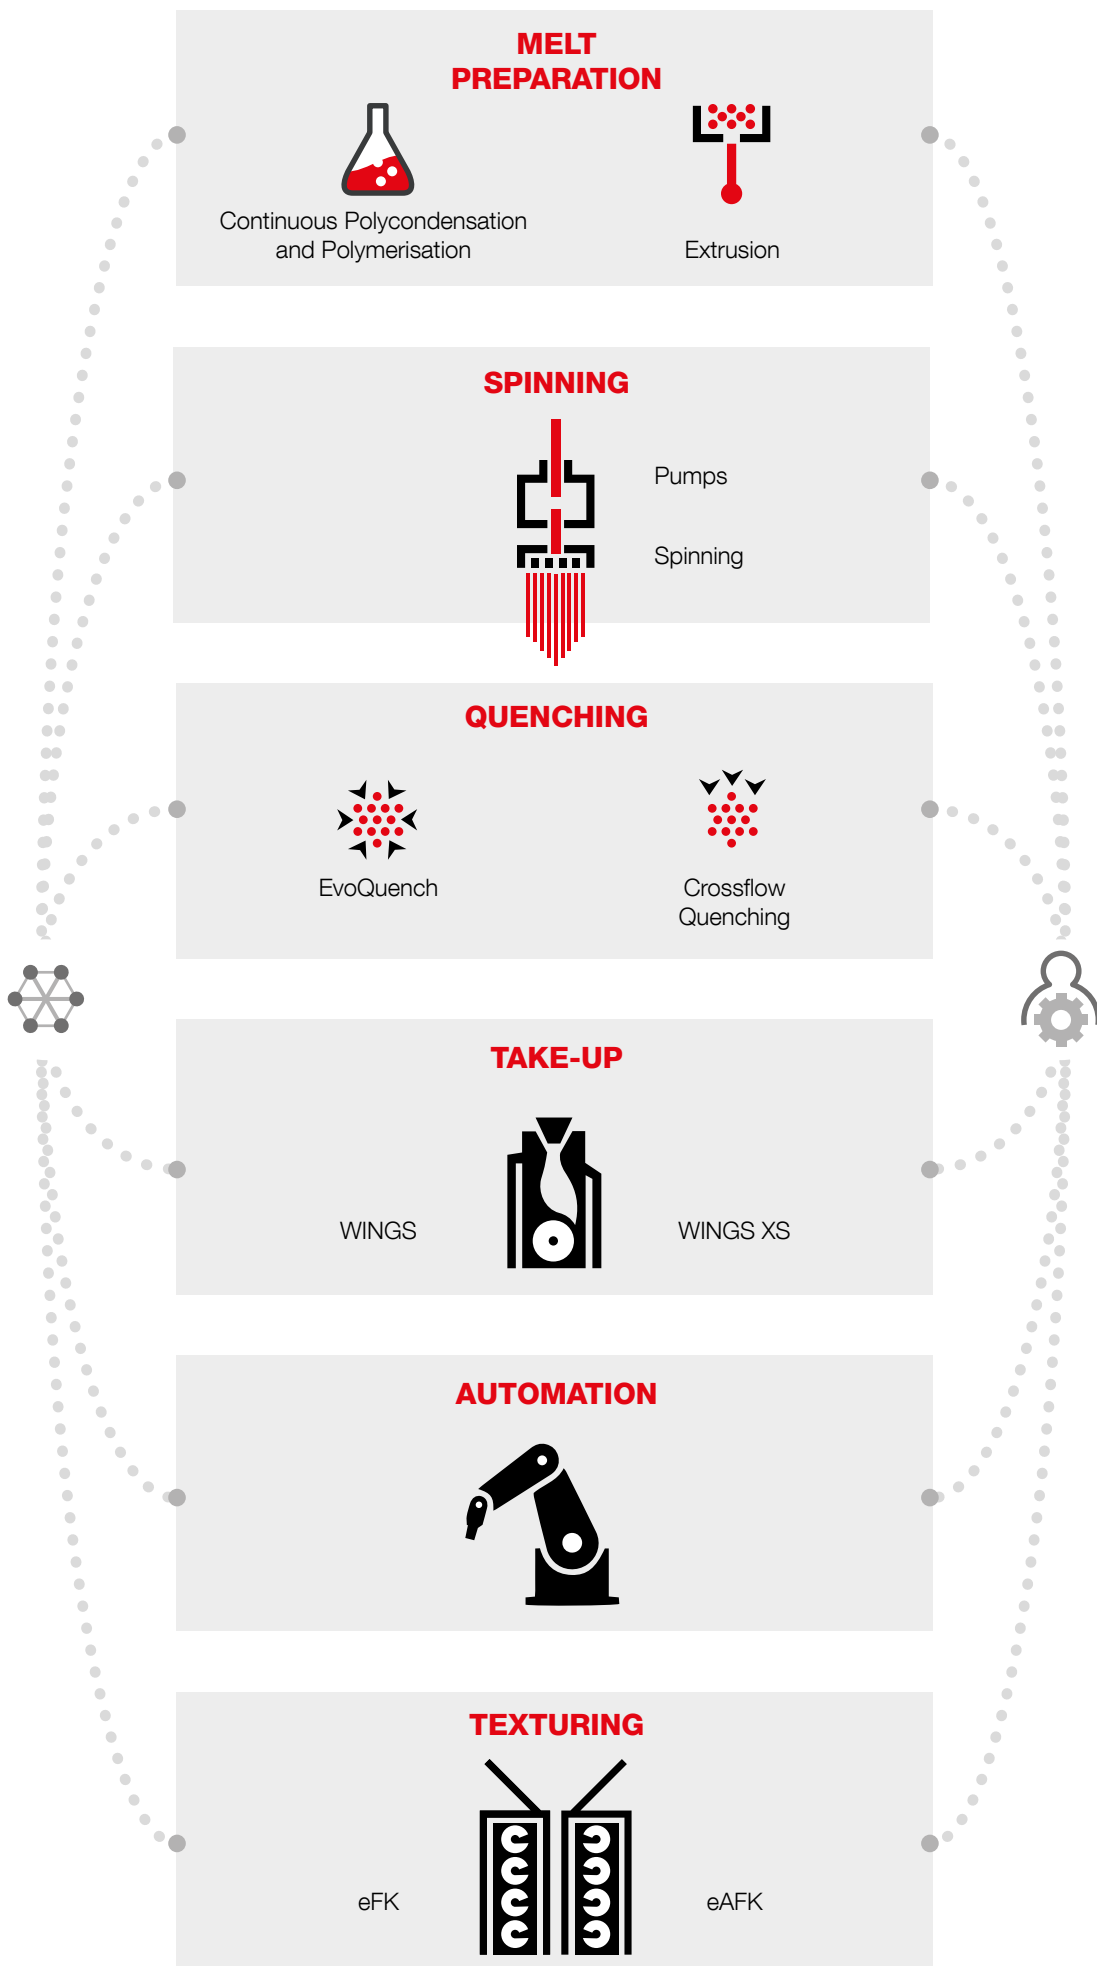 MELT
PREPARATION
Continuous Polycondensation
and Polymerisation
Extrusion
SPINNING
Pumps
Spinning
QUENCHING
EvoQuench
Crossflow
Quenching
TAKE-UP
WINGS
WINGS XS
AUTOMATION
TEXTURING
eFK
eAFK